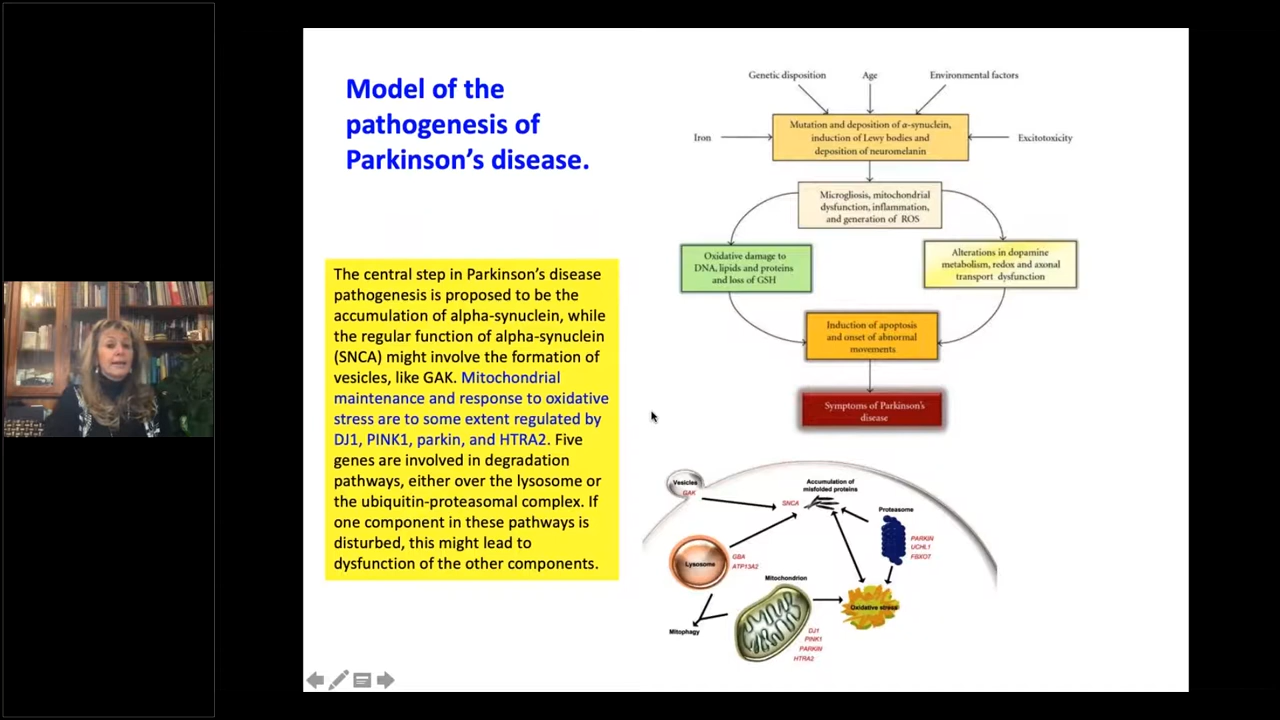 Model of the
pathogenesis of
Parkinson's disease.
The central step in Parkinson's disease
pathogenesis is proposed to be the
accumulation of alpha-synuclein, while
the regular function of alpha-synuclein
(SNCA) might involve the formation of
vesicles, like GAK. Mitochondrial
maintenance and response to oxidative
stress are to some extent regulated by
DJ1, PINK1, parkin, and HTRA2. Five
genes are involved in degradation
pathways, either over the lysosome or
the ubiquitin-proteasomal complex. If
one component in these pathways is
disturbed, this might lead to
dysfunction of the other components.
Genetic disposition
Age
Environmental factors
Iron
Mutation and deposition of α-synuclein,
induction of Lewy bodies and
deposition of neuromelanin
Excitotoxicity
Microgliosis, mitochondrial
dysfunction, inflammation,
and generation of ROS
Oxidative damage to
DNA, lipids and proteins
and loss of GSH
Alterations in dopamine
metabolism, redox and axonal
transport dysfunction
Induction of apoptosis
and onset of abnormal
movements
Symptoms of Parkinson's
disease
Vesicles
GAK
SNCA
Accumulation of
misfolded proteins
Proteasome
PARKIN
UCHL1
FBXO7
Lysosome
GBA
ATP13A2
Mitochondrion
Oxidative stress
Mitophagy
DJ1
PINK1
PARKIN
HTRA2